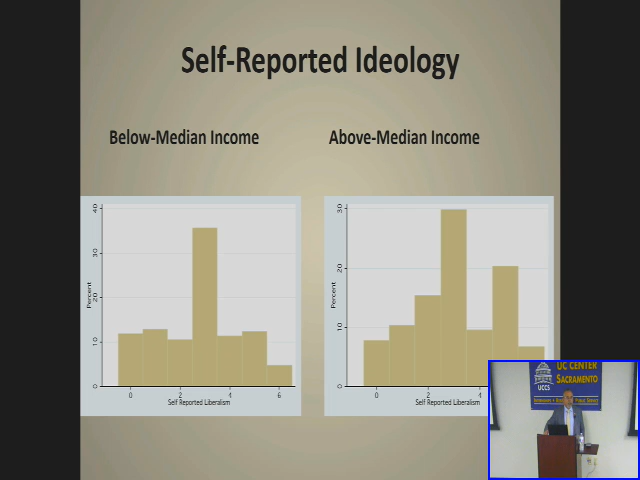 Self-Reported Ideology
Below-Median Income
Above-Median Income
Percent
40
30
20
10
0
0 2 4 6
Self Reported Liberalism
Percent
30
20
10
0
0 2 4
Self Reported Liberalism
UCCS
UC CENTER
SACRAMENTO